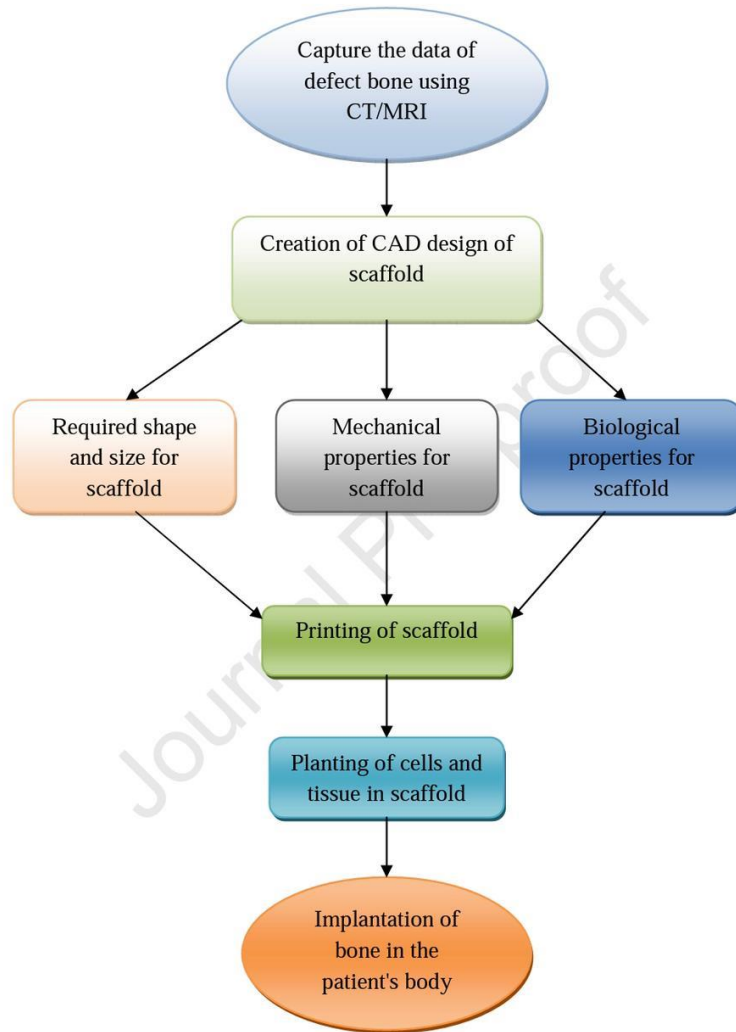 Capture the data of
defect bone using
CT/MRI
Creation of CAD design of
scaffold
Required shape
and size for
scaffold
Mechanical
properties for
scaffold
Biological
properties for
scaffold
Journal Pre-proof
Printing of scaffold
Planting of cells and
tissue in scaffold
Implantation of
bone in the
patient's body